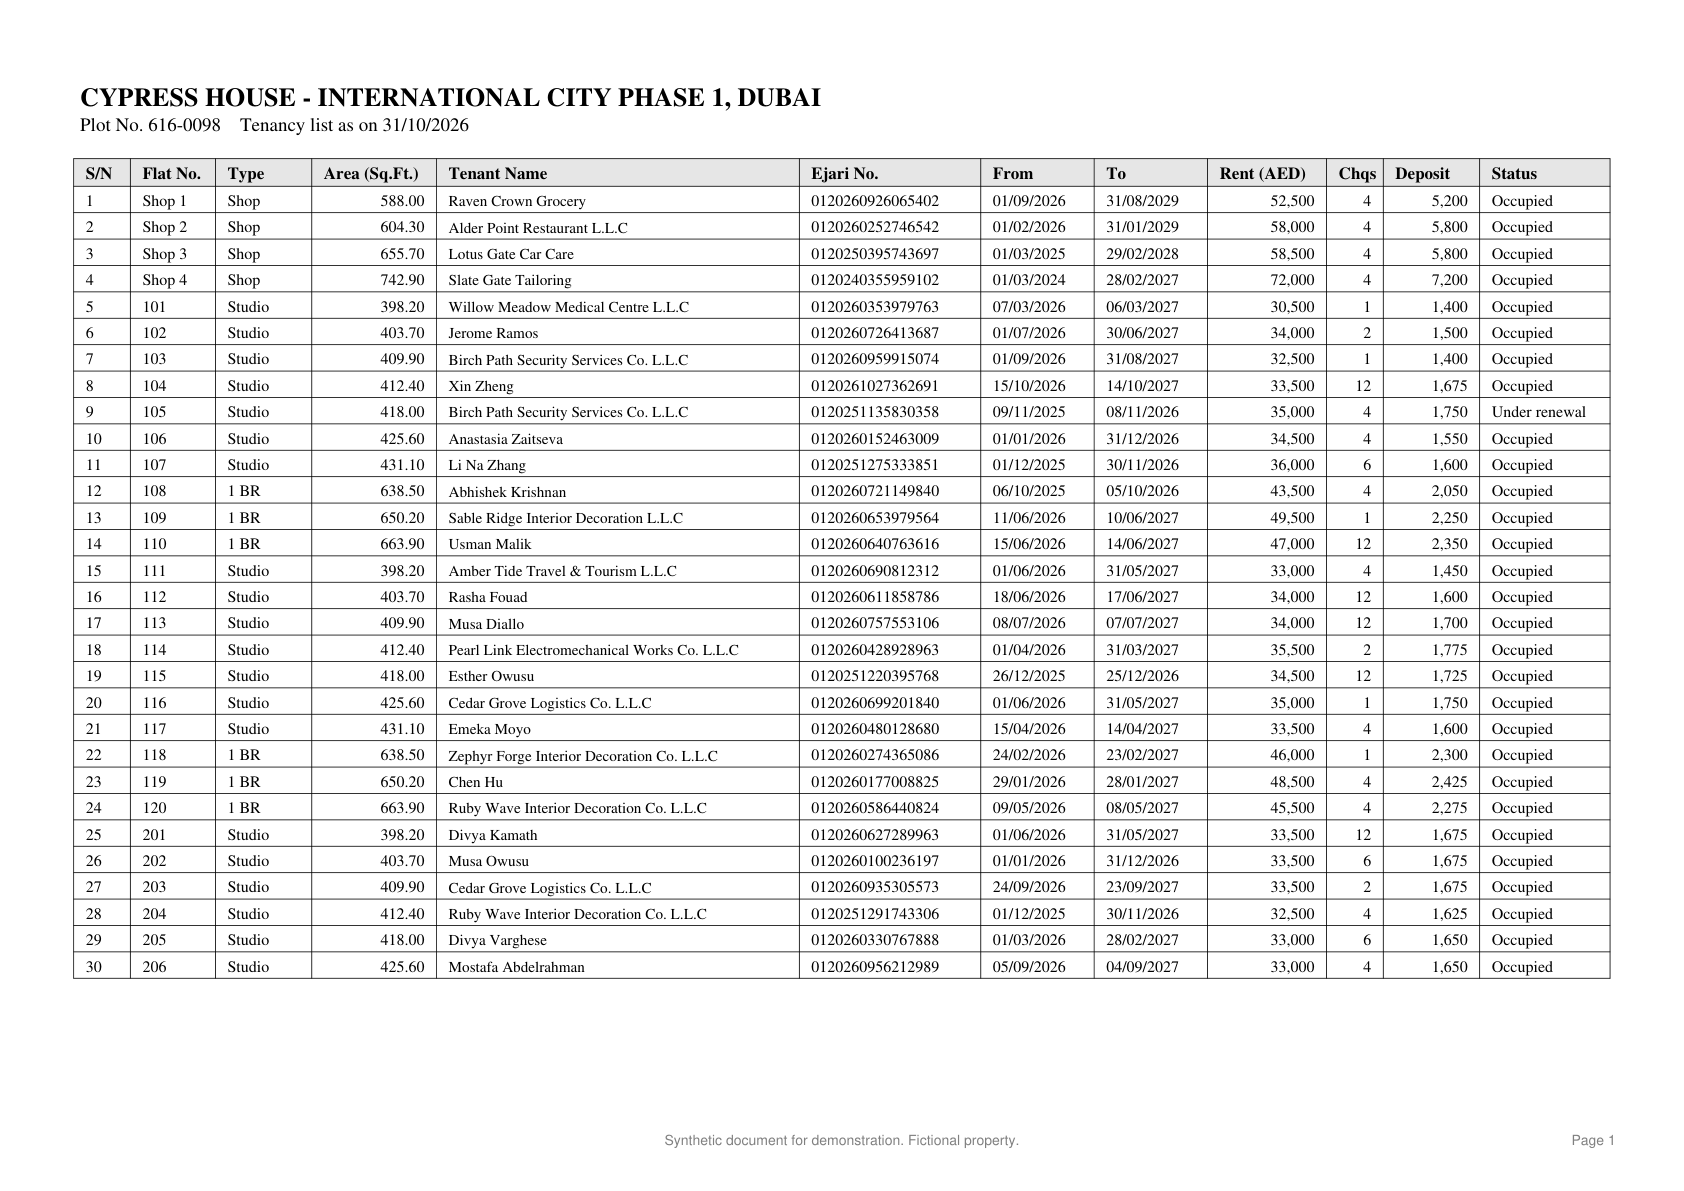 CYPRESS HOUSE - INTERNATIONAL CITY PHASE 1, DUBAI
Plot No. 616-0098 Tenancy list as on 31/10/2026
S/N Flat No. Type Area (Sq.Ft.) Tenant Name Ejari No. From To Rent (AED) Chqs Deposit Status
1 Shop 1 Shop 588.00 Raven Crown Grocery 0120260926065402 01/09/2026 31/08/2029 52,500 4 5,200 Occupied
2 Shop 2 Shop 604.30 Alder Point Restaurant L.L.C 0120260252746542 01/02/2026 31/01/2029 58,000 4 5,800 Occupied
3 Shop 3 Shop 655.70 Lotus Gate Car Care 0120250395743697 01/03/2025 29/02/2028 58,500 4 5,800 Occupied
4 Shop 4 Shop 742.90 Slate Gate Tailoring 0120240355959102 01/03/2024 28/02/2027 72,000 4 7,200 Occupied
5 101 Studio 398.20 Willow Meadow Medical Centre L.L.C 0120260353979763 07/03/2026 06/03/2027 30,500 1 1,400 Occupied
6 102 Studio 403.70 Jerome Ramos 0120260726413687 01/07/2026 30/06/2027 34,000 2 1,500 Occupied
7 103 Studio 409.90 Birch Path Security Services Co. L.L.C 0120260959915074 01/09/2026 31/08/2027 32,500 1 1,400 Occupied
8 104 Studio 412.40 Xin Zheng 0120261027362691 15/10/2026 14/10/2027 33,500 12 1,675 Occupied
9 105 Studio 418.00 Birch Path Security Services Co. L.L.C 0120251135830358 09/11/2025 08/11/2026 35,000 4 1,750 Under renewal
10 106 Studio 425.60 Anastasia Zaitseva 0120260152463009 01/01/2026 31/12/2026 34,500 4 1,550 Occupied
11 107 Studio 431.10 Li Na Zhang 0120251275333851 01/12/2025 30/11/2026 36,000 6 1,600 Occupied
12 108 1 BR 638.50 Abhishek Krishnan 0120260721149840 06/10/2025 05/10/2026 43,500 4 2,050 Occupied
13 109 1 BR 650.20 Sable Ridge Interior Decoration L.L.C 0120260653979564 11/06/2026 10/06/2027 49,500 1 2,250 Occupied
14 110 1 BR 663.90 Usman Malik 0120260640763616 15/06/2026 14/06/2027 47,000 12 2,350 Occupied
15 111 Studio 398.20 Amber Tide Travel & Tourism L.L.C 0120260690812312 01/06/2026 31/05/2027 33,000 4 1,450 Occupied
16 112 Studio 403.70 Rasha Fouad 0120260611858786 18/06/2026 17/06/2027 34,000 12 1,600 Occupied
17 113 Studio 409.90 Musa Diallo 0120260757553106 08/07/2026 07/07/2027 34,000 12 1,700 Occupied
18 114 Studio 412.40 Pearl Link Electromechanical Works Co. L.L.C 0120260428928963 01/04/2026 31/03/2027 35,500 2 1,775 Occupied
19 115 Studio 418.00 Esther Owusu 0120251220395768 26/12/2025 25/12/2026 34,500 12 1,725 Occupied
20 116 Studio 425.60 Cedar Grove Logistics Co. L.L.C 0120260699201840 01/06/2026 31/05/2027 35,000 1 1,750 Occupied
21 117 Studio 431.10 Emeka Moyo 0120260480128680 15/04/2026 14/04/2027 33,500 4 1,600 Occupied
22 118 1 BR 638.50 Zephyr Forge Interior Decoration Co. L.L.C 0120260274365086 24/02/2026 23/02/2027 46,000 1 2,300 Occupied
23 119 1 BR 650.20 Chen Hu 0120260177008825 29/01/2026 28/01/2027 48,500 4 2,425 Occupied
24 120 1 BR 663.90 Ruby Wave Interior Decoration Co. L.L.C 0120260586440824 09/05/2026 08/05/2027 45,500 4 2,275 Occupied
25 201 Studio 398.20 Divya Kamath 0120260627289963 01/06/2026 31/05/2027 33,500 12 1,675 Occupied
26 202 Studio 403.70 Musa Owusu 0120260100236197 01/01/2026 31/12/2026 33,500 6 1,675 Occupied
27 203 Studio 409.90 Cedar Grove Logistics Co. L.L.C 0120260935305573 24/09/2026 23/09/2027 33,500 2 1,675 Occupied
28 204 Studio 412.40 Ruby Wave Interior Decoration Co. L.L.C 0120251291743306 01/12/2025 30/11/2026 32,500 4 1,625 Occupied
29 205 Studio 418.00 Divya Varghese 0120260330767888 01/03/2026 28/02/2027 33,000 6 1,650 Occupied
30 206 Studio 425.60 Mostafa Abdelrahman 0120260956212989 05/09/2026 04/09/2027 33,000 4 1,650 Occupied
Synthetic document for demonstration. Fictional property. Page 1